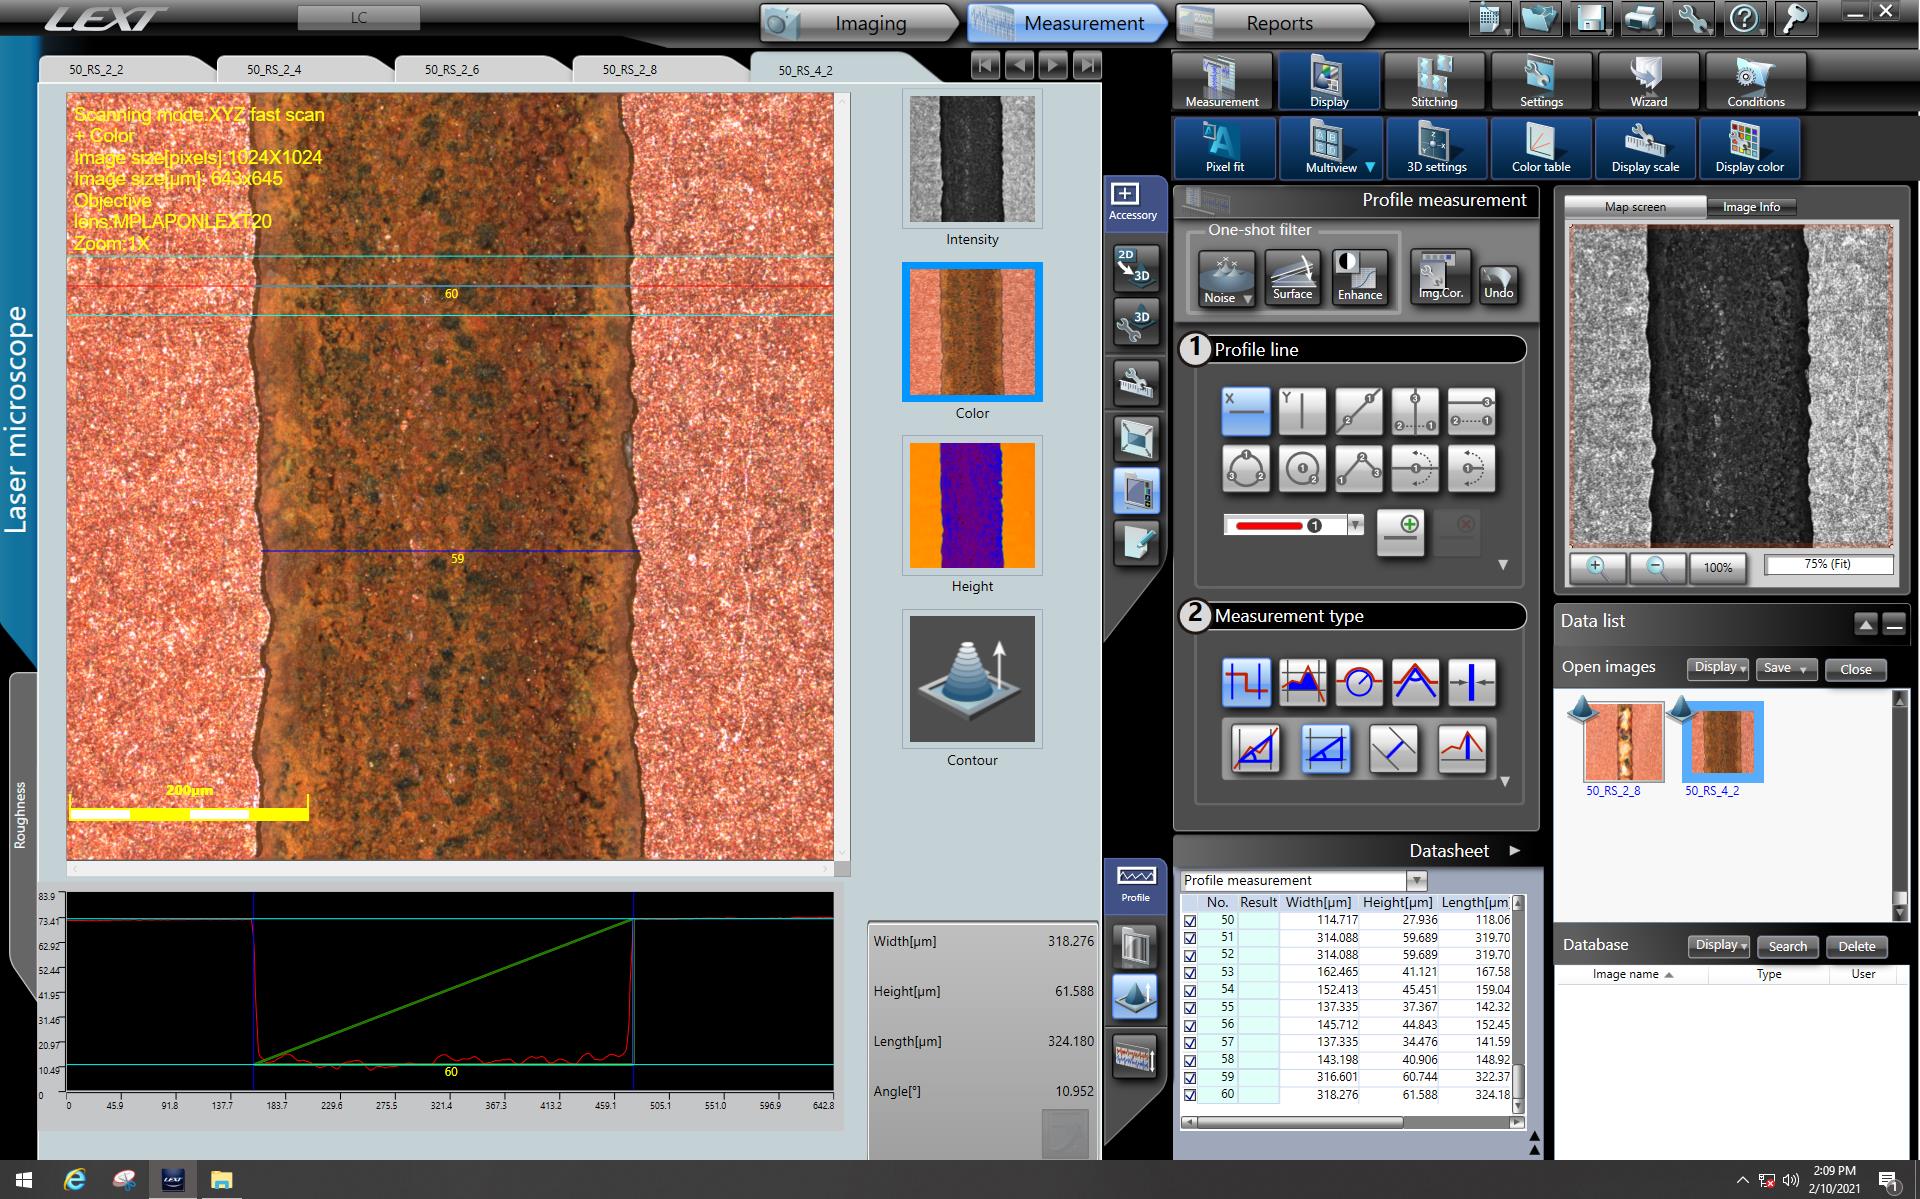 LEXT
LC
Imaging
Measurement
Reports
50_RS_2_2
50_RS_2_4
50_RS_2_6
50_RS_2_8
50_RS_4_2
Measurement
Display
Stitching
Settings
Wizard
Conditions
Pixel fit
Multiview
3D settings
Color table
Display scale
Display color
Laser microscope
Roughness
Scanning mode:XYZ fast scan
+ Color
Image size[pixels]:1024X1024
Image size[µm]: 643x645
Objective
lens:MPLAPONLEXT20
Zoom:1X
60
59
200µm
Intensity
Color
Height
Contour
Accessory
2D
3D
3D
Profile
Profile measurement
One-shot filter
Noise
Surface
Enhance
Img.Cor.
Undo
1 Profile line
X
Y
2 Measurement type
Map screen
Image Info
100%
75% (Fit)
Data list
Open images
Display
Save
Close
50_RS_2_8
50_RS_4_2
Database
Display
Search
Delete
Image name
Type
User
83.9
73.41
62.92
52.44
41.95
31.46
20.97
10.49
0
60
0 45.9 91.8 137.7 183.7 229.6 275.5 321.4 367.3 413.2 459.1 505.1 551.0 596.9 642.8
Width[µm] 318.276
Height[µm] 61.588
Length[µm] 324.180
Angle[°] 10.952
Datasheet
Profile measurement
No. Result Width[µm] Height[µm] Length[µm]
50 114.717 27.936 118.06
51 314.088 59.689 319.70
52 314.088 59.689 319.70
53 162.465 41.121 167.58
54 152.413 45.451 159.04
55 137.335 37.367 142.32
56 145.712 44.843 152.45
57 137.335 34.476 141.59
58 143.198 40.906 148.92
59 316.601 60.744 322.37
60 318.276 61.588 324.18
2:09 PM
2/10/2021
1